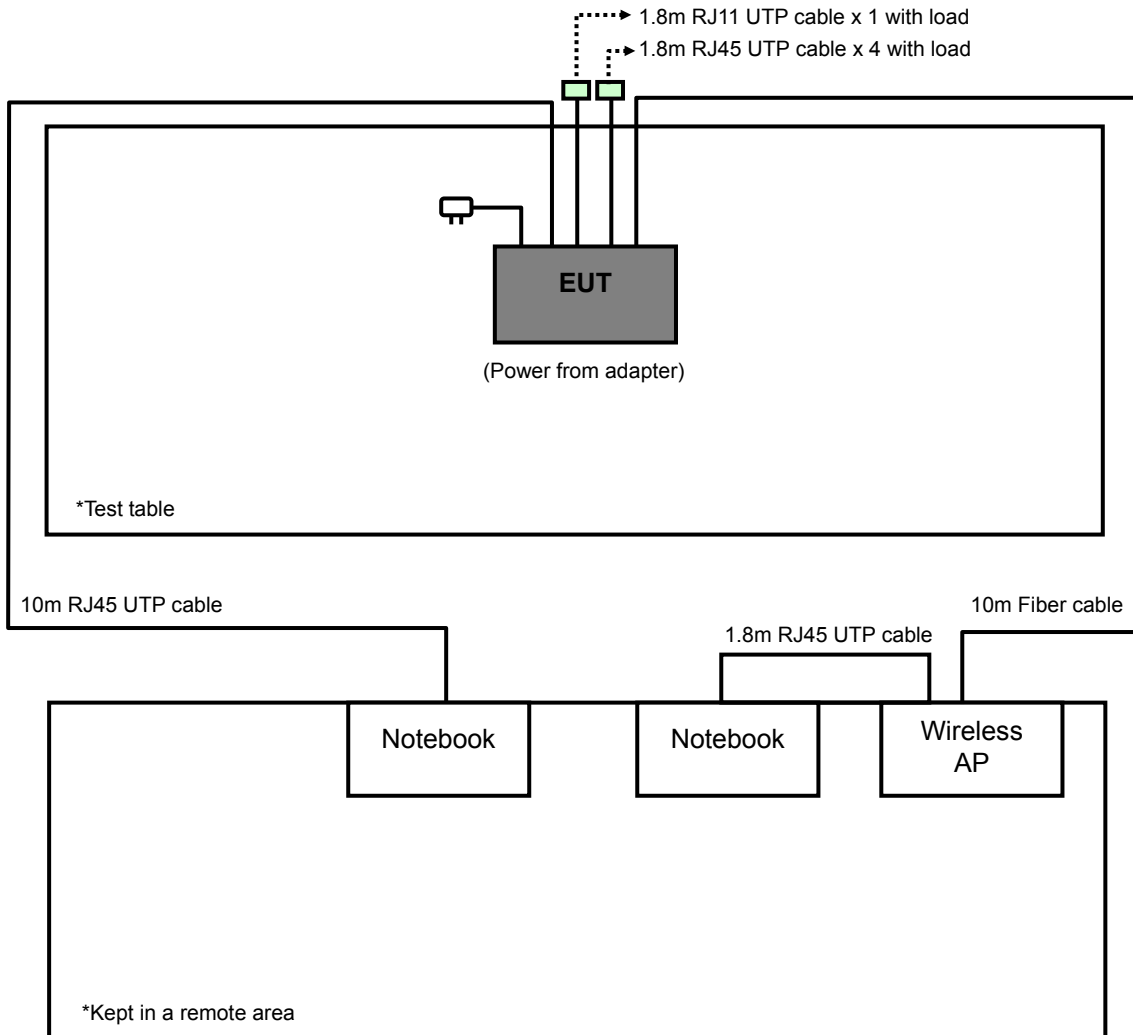 1.8m RJ11 UTP cable x 1 with load
1.8m RJ45 UTP cable x 4 with load
EUT
(Power from adapter)
*Test table
10m RJ45 UTP cable
10m Fiber cable
1.8m RJ45 UTP cable
Notebook
Notebook
Wireless
AP
*Kept in a remote area